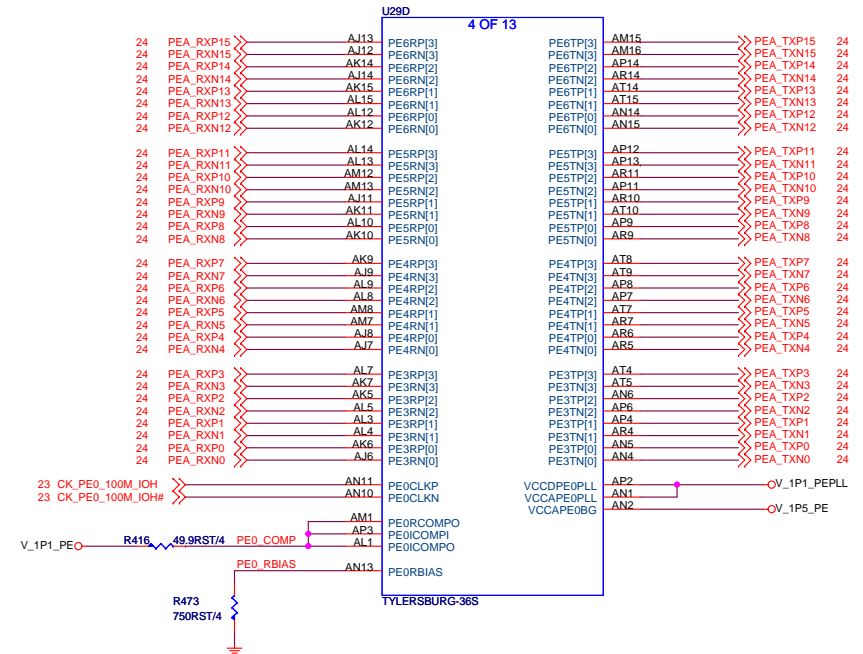 U29D
4 OF 13
24 PEA_RXP15 AJ13 PE6RP[3] PE6TP[3] AM15 PEA_TXP15 24
24 PEA_RXN15 AJ12 PE6RN[3] PE6TN[3] AM16 PEA_TXN15 24
24 PEA_RXP14 AK14 PE6RP[2] PE6TP[2] AP14 PEA_TXP14 24
24 PEA_RXN14 AJ14 PE6RN[2] PE6TN[2] AR14 PEA_TXN14 24
24 PEA_RXP13 AK15 PE6RP[1] PE6TP[1] AT14 PEA_TXP13 24
24 PEA_RXN13 AL15 PE6RN[1] PE6TN[1] AT15 PEA_TXN13 24
24 PEA_RXP12 AL12 PE6RP[0] PE6TP[0] AN14 PEA_TXP12 24
24 PEA_RXN12 AK12 PE6RN[0] PE6TN[0] AN15 PEA_TXN12 24
24 PEA_RXP11 AL14 PE5RP[3] PE5TP[3] AP12 PEA_TXP11 24
24 PEA_RXN11 AL13 PE5RN[3] PE5TN[3] AP13 PEA_TXN11 24
24 PEA_RXP10 AM12 PE5RP[2] PE5TP[2] AR11 PEA_TXP10 24
24 PEA_RXN10 AM13 PE5RN[2] PE5TN[2] AP11 PEA_TXN10 24
24 PEA_RXP9 AJ11 PE5RP[1] PE5TP[1] AR10 PEA_TXP9 24
24 PEA_RXN9 AK11 PE5RN[1] PE5TN[1] AT10 PEA_TXN9 24
24 PEA_RXP8 AL10 PE5RP[0] PE5TP[0] AP9 PEA_TXP8 24
24 PEA_RXN8 AK10 PE5RN[0] PE5TN[0] AR9 PEA_TXN8 24
24 PEA_RXP7 AK9 PE4RP[3] PE4TP[3] AT8 PEA_TXP7 24
24 PEA_RXN7 AJ9 PE4RN[3] PE4TN[3] AT9 PEA_TXN7 24
24 PEA_RXP6 AL9 PE4RP[2] PE4TP[2] AP8 PEA_TXP6 24
24 PEA_RXN6 AL8 PE4RN[2] PE4TN[2] AP7 PEA_TXN6 24
24 PEA_RXP5 AM8 PE4RP[1] PE4TP[1] AT7 PEA_TXP5 24
24 PEA_RXN5 AM7 PE4RN[1] PE4TN[1] AR7 PEA_TXN5 24
24 PEA_RXP4 AJ8 PE4RP[0] PE4TP[0] AR6 PEA_TXP4 24
24 PEA_RXN4 AJ7 PE4RN[0] PE4TN[0] AR5 PEA_TXN4 24
24 PEA_RXP3 AL7 PE3RP[3] PE3TP[3] AT4 PEA_TXP3 24
24 PEA_RXN3 AK7 PE3RN[3] PE3TN[3] AT5 PEA_TXN3 24
24 PEA_RXP2 AK5 PE3RP[2] PE3TP[2] AN6 PEA_TXP2 24
24 PEA_RXN2 AL5 PE3RN[2] PE3TN[2] AP6 PEA_TXN2 24
24 PEA_RXP1 AL3 PE3RP[1] PE3TP[1] AP4 PEA_TXP1 24
24 PEA_RXN1 AL4 PE3RN[1] PE3TN[1] AR4 PEA_TXN1 24
24 PEA_RXP0 AK6 PE3RP[0] PE3TP[0] AN5 PEA_TXP0 24
24 PEA_RXN0 AJ6 PE3RN[0] PE3TN[0] AN4 PEA_TXN0 24
23 CK_PE0_100M_IOH AN11 PE0CLKP VCCDPE0PLL AP2 V_1P1_PEPLL
23 CK_PE0_100M_IOH# AN10 PE0CLKN VCCAPE0PLL AN1
VCCAPE0BG AN2 V_1P5_PE
AM1 PE0RCOMPO
AP3 PE0ICOMPI
V_1P1_PE R416 49.9RST/4 PE0_COMP AL1 PE0ICOMPO
PE0_RBIAS AN13 PE0RBIAS
R473
750RST/4
TYLERSBURG-36S